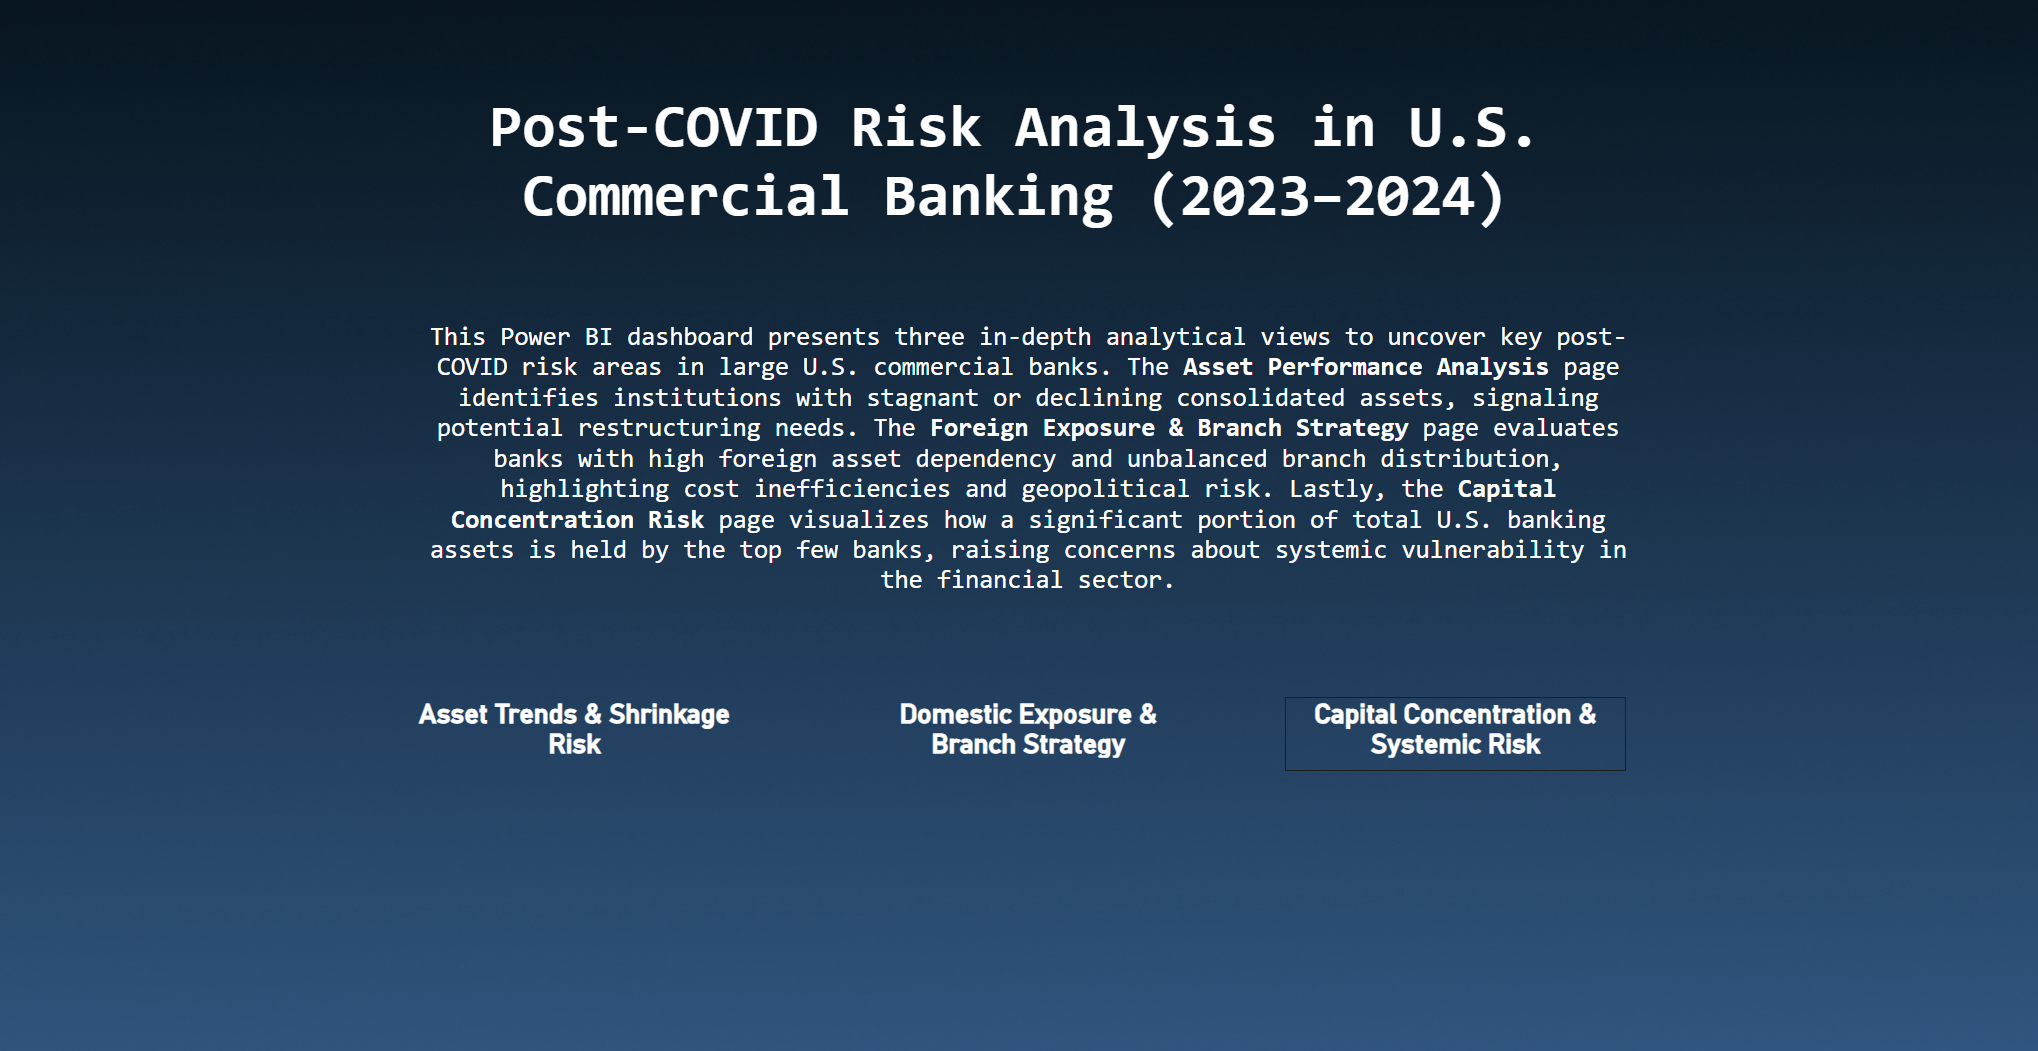 Post-COVID Risk Analysis in U.S.
Commercial Banking (2023–2024)
This Power BI dashboard presents three in-depth analytical views to uncover key post-
COVID risk areas in large U.S. commercial banks. The Asset Performance Analysis page
identifies institutions with stagnant or declining consolidated assets, signaling
potential restructuring needs. The Foreign Exposure & Branch Strategy page evaluates
banks with high foreign asset dependency and unbalanced branch distribution,
highlighting cost inefficiencies and geopolitical risk. Lastly, the Capital
Concentration Risk page visualizes how a significant portion of total U.S. banking
assets is held by the top few banks, raising concerns about systemic vulnerability in
the financial sector.
Asset Trends & Shrinkage
Risk
Domestic Exposure &
Branch Strategy
Capital Concentration &
Systemic Risk